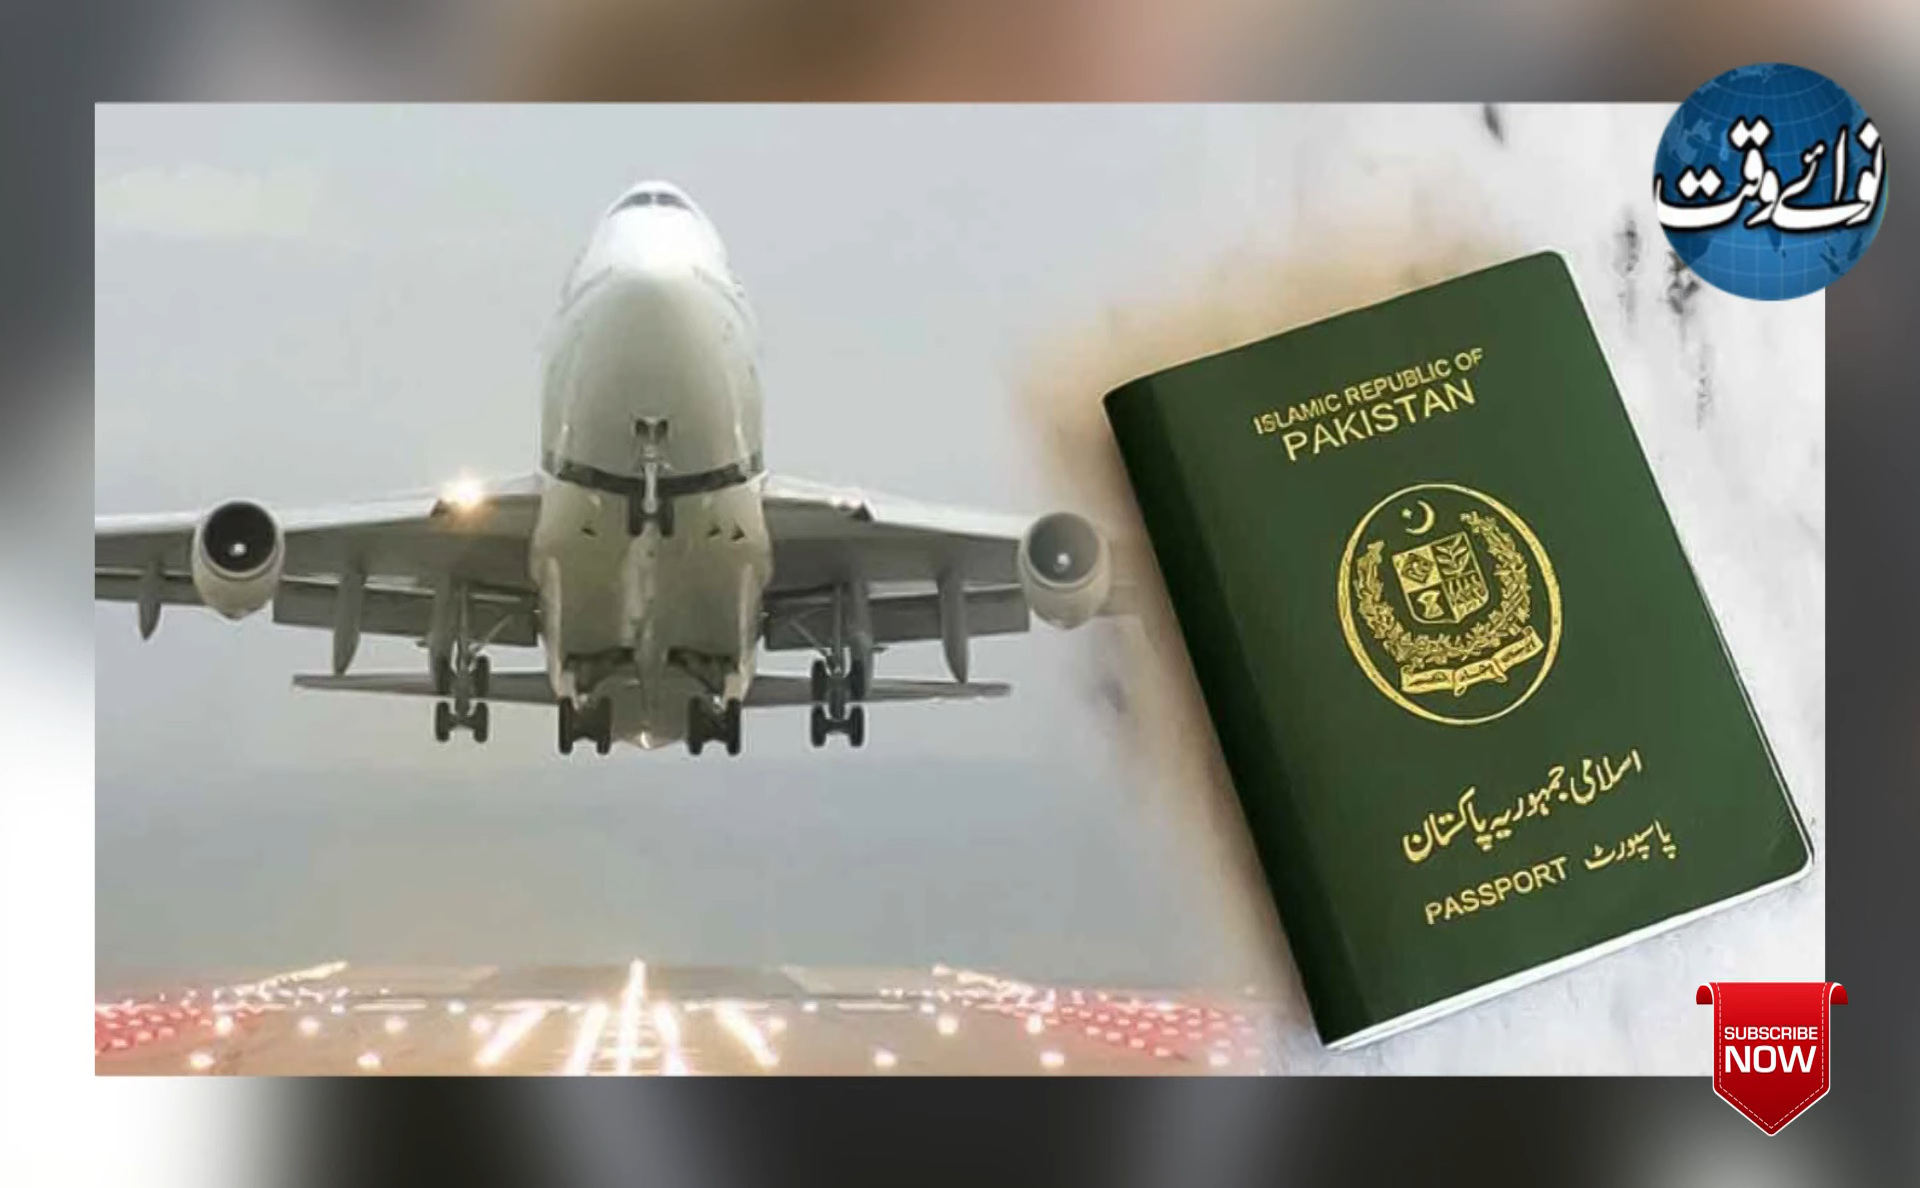 نوائے وقت
ISLAMIC REPUBLIC OF
PAKISTAN
اسلامی جمہوریہ پاکستان
PASSPORT پاسپورٹ
SUBSCRIBE
NOW